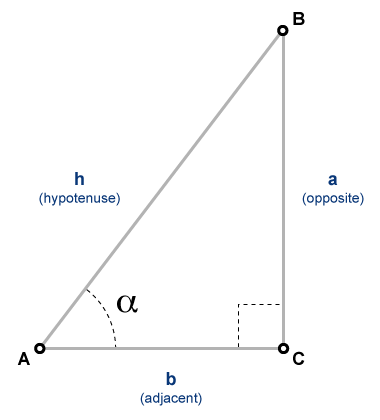 B
h
(hypotenuse)
a
(opposite)
α
A
C
b
(adjacent)